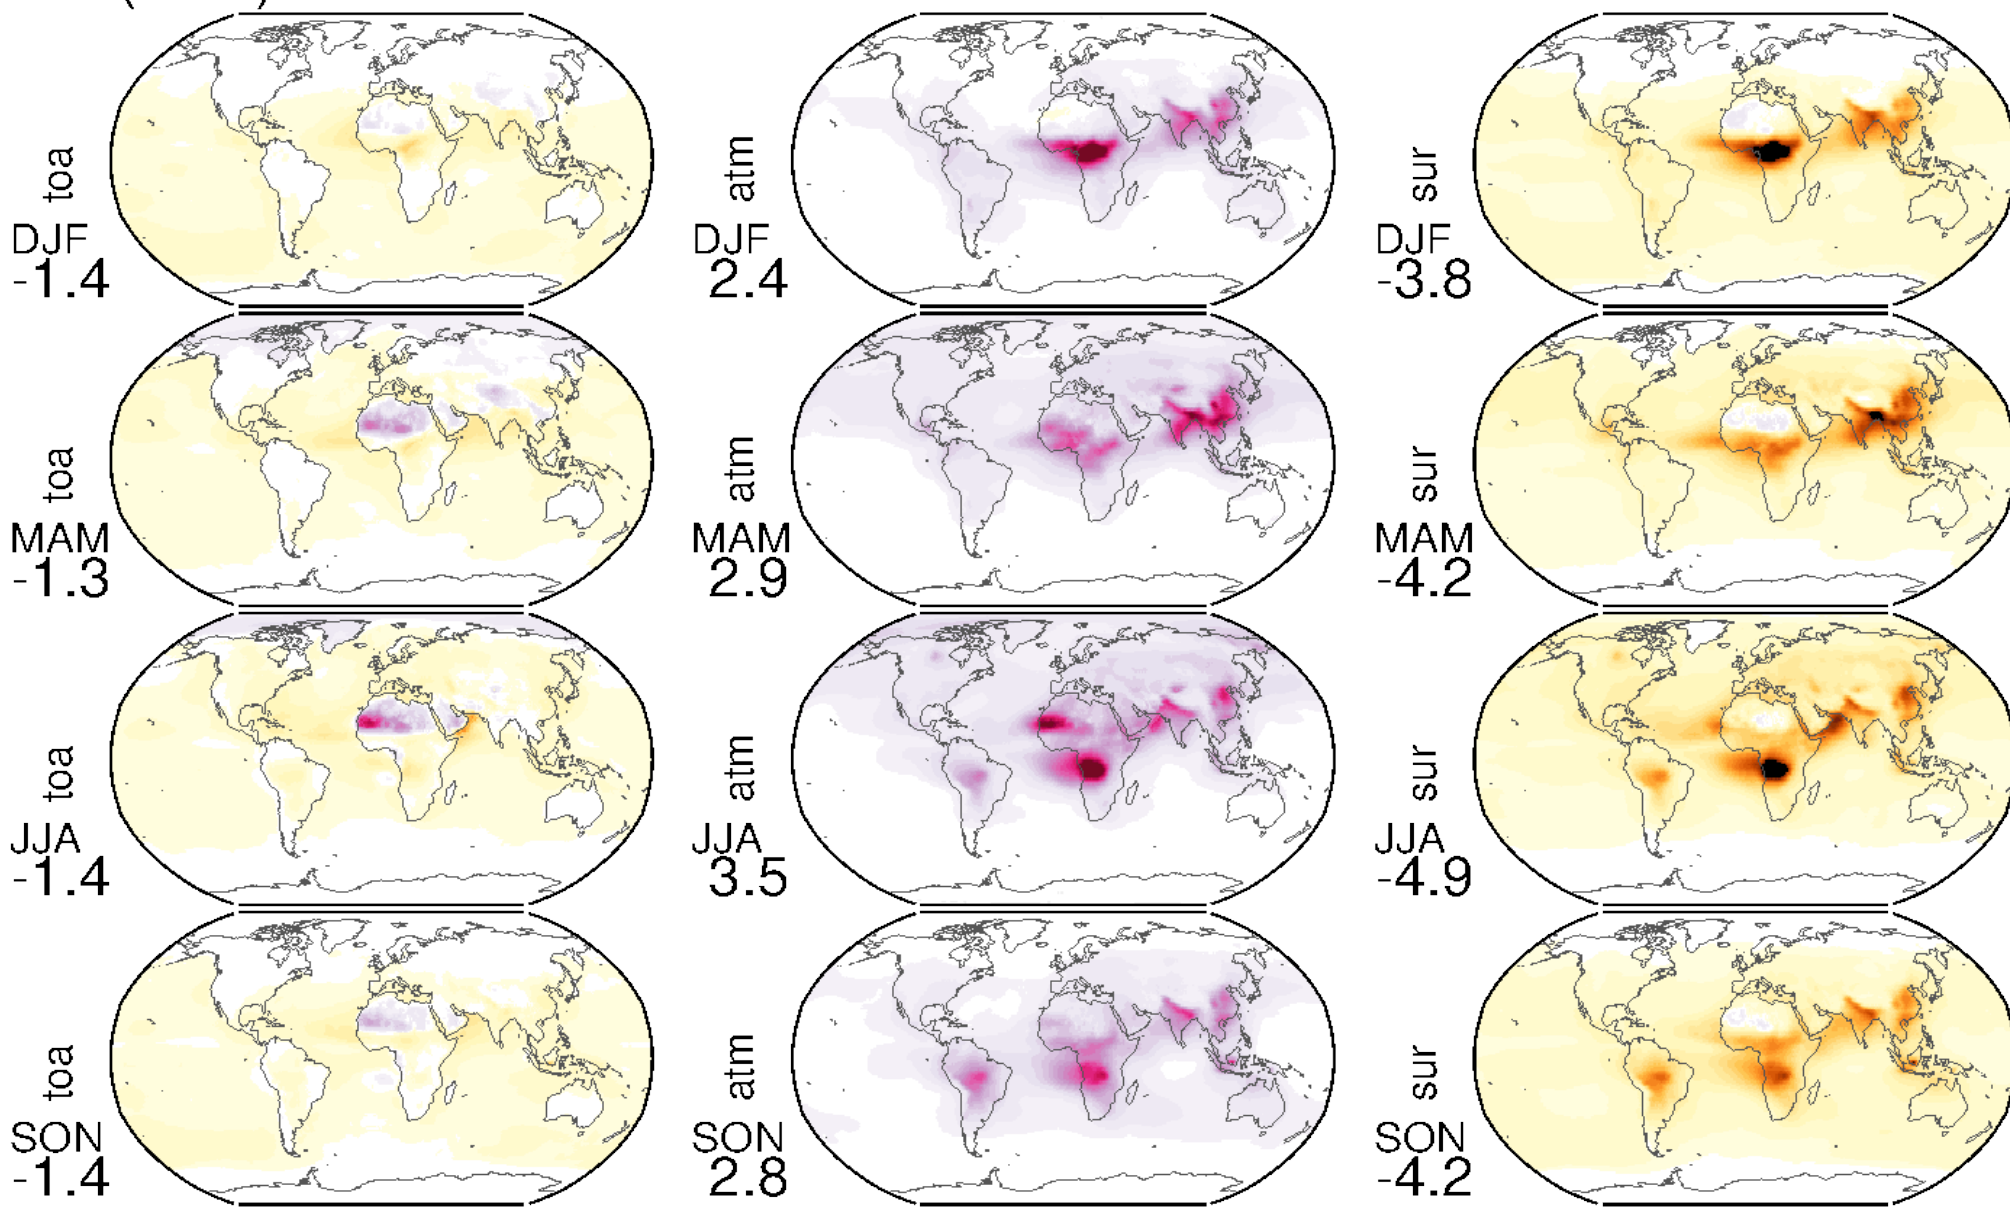 toa
DJF
-1.4
atm
DJF
2.4
sur
DJF
-3.8
toa
MAM
-1.3
atm
MAM
2.9
sur
MAM
-4.2
toa
JJA
-1.4
atm
JJA
3.5
sur
JJA
-4.9
toa
SON
-1.4
atm
SON
2.8
sur
SON
-4.2